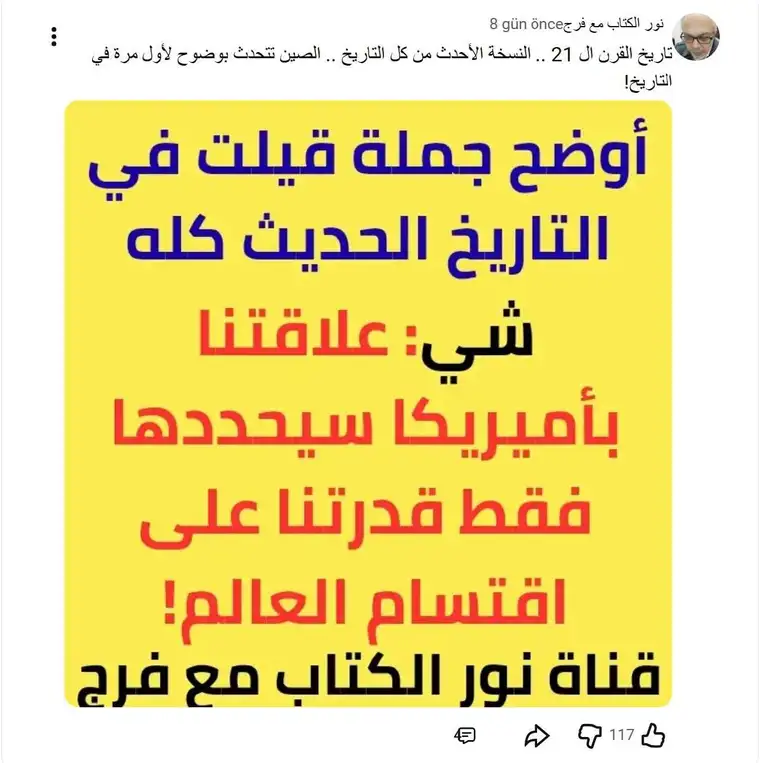 نور الكتاب مع فرج8 gün önce
تاريخ القرن ال 21 .. النسخة الأحدث من كل التاريخ .. الصين تتحدث بوضوح لأول مرة في
التاريخ!
أوضح جملة قيلت في
التاريخ الحديث كله
شي: علاقتنا
بأميريكا سيحددها
فقط قدرتنا على
اقتسام العالم!
قناة نور الكتاب مع فرج
117
4